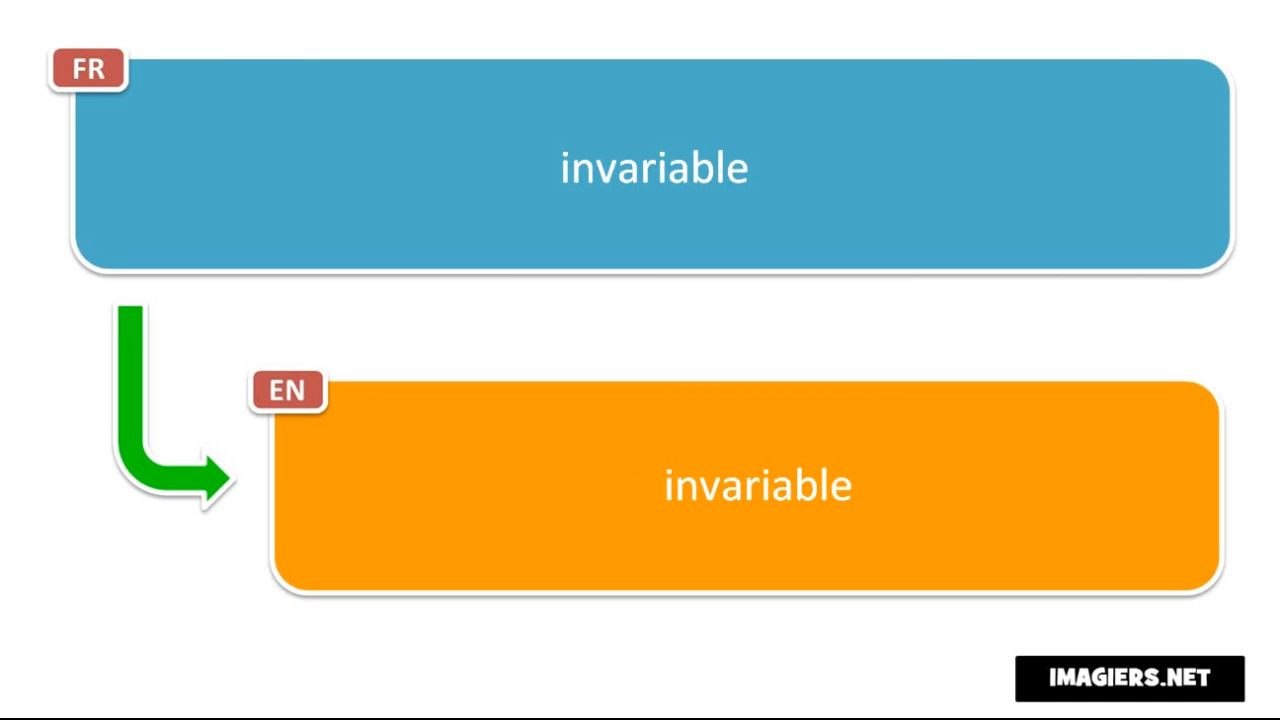 FR
invariable
EN
invariable
IMAGIERS.NET